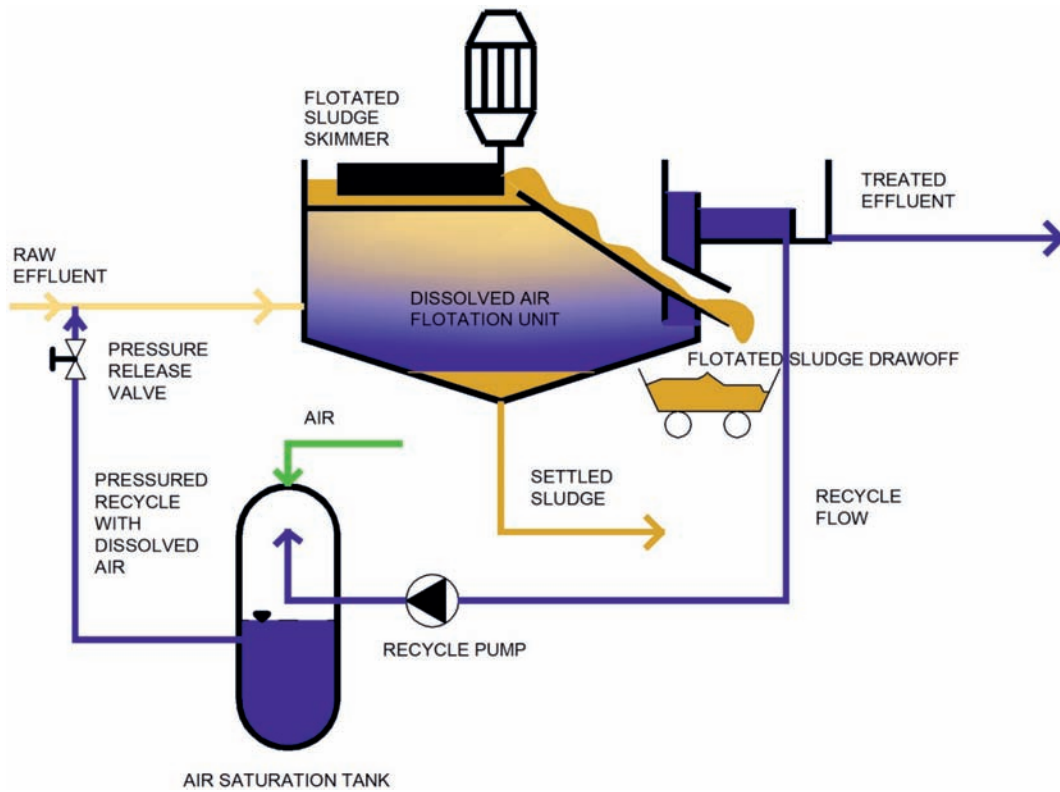 FLOTATED
SLUDGE
SKIMMER
TREATED
EFFLUENT
RAW
EFFLUENT
DISSOLVED AIR
FLOTATION UNIT
PRESSURE
RELEASE
VALVE
FLOTATED SLUDGE DRAWOFF
AIR
PRESSURED
RECYCLE
WITH
DISSOLVED
AIR
SETTLED
SLUDGE
RECYCLE
FLOW
RECYCLE PUMP
AIR SATURATION TANK